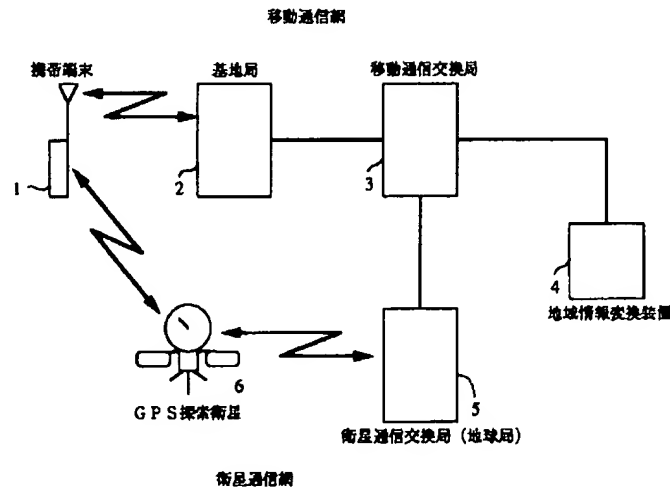 移動通信網
携帯端末
基地局
移動通信交換局
1
2
3
4
地域情報変換装置
6
GPS探索衛星
5
衛星通信交換局(地球局)
衛星通信網